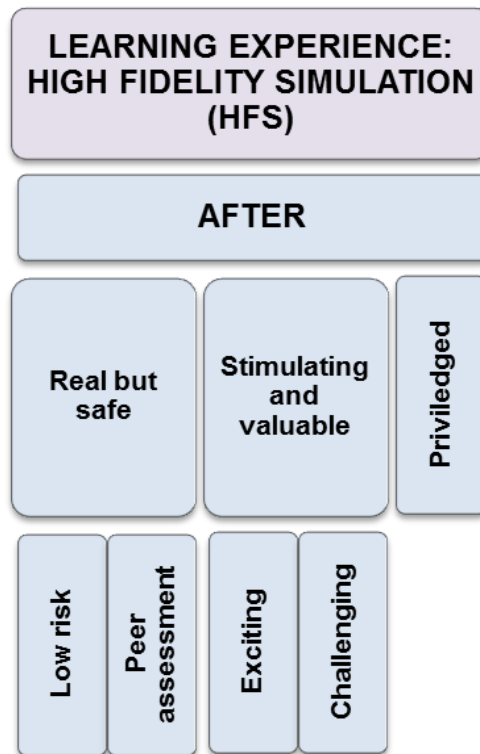 LEARNING EXPERIENCE:
HIGH FIDELITY SIMULATION
(HFS)
AFTER
Real but
safe
Stimulating
and
valuable
Priviledged
Low risk
Peer
assessment
Exciting
Challenging